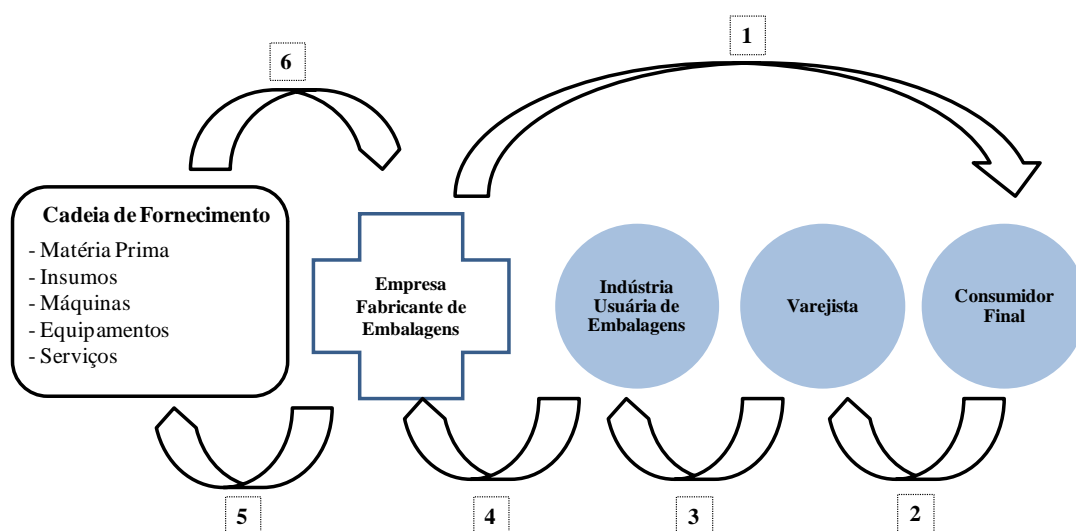 1
6
Cadeia de Fornecimento
- Matéria Prima
- Insumos
- Máquinas
- Equipamentos
- Serviços
Empresa
Fabricante de
Embalagens
Indústria
Usuária de
Embalagens
Varejista
Consumidor
Final
5
4
3
2